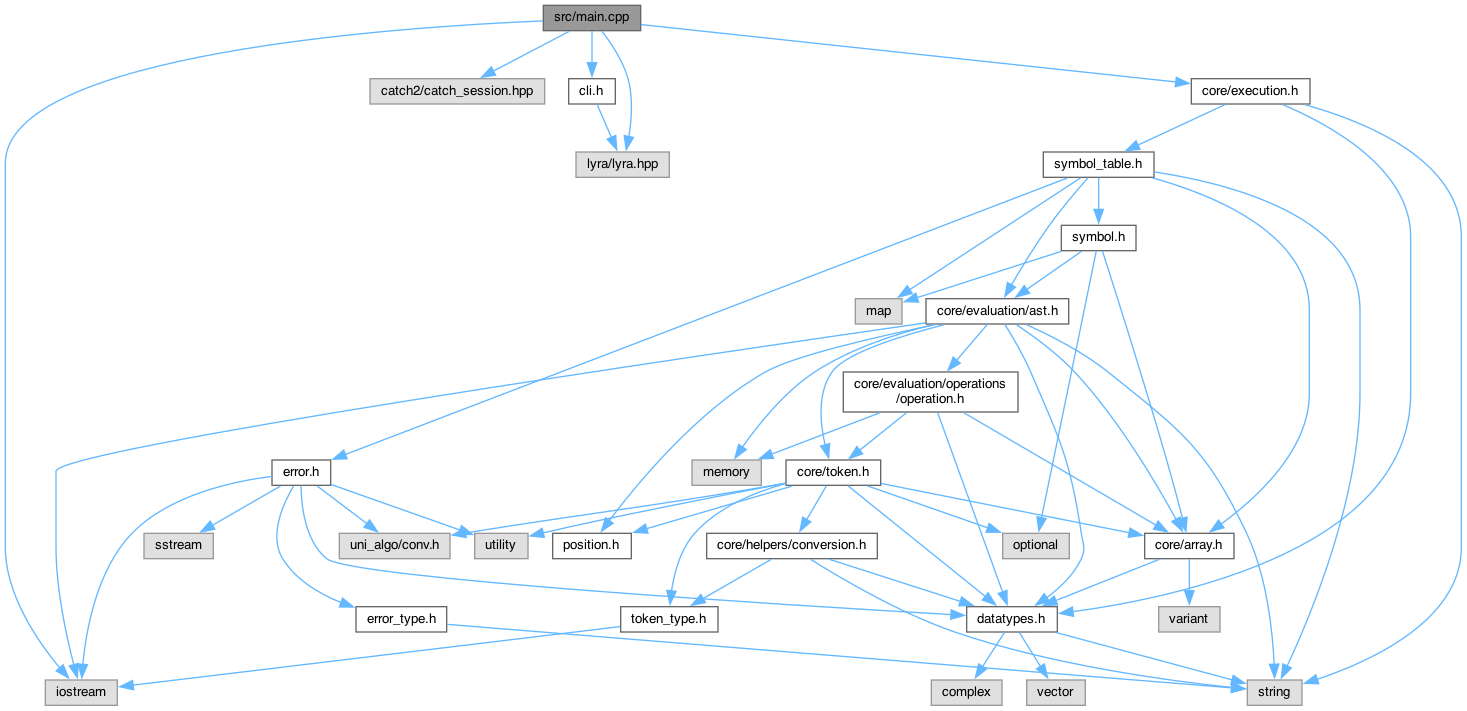 src/main.cpp
catch2/catch_session.hpp
cli.h
core/execution.h
lyra/lyra.hpp
symbol_table.h
symbol.h
map
core/evaluation/ast.h
core/evaluation/operations
/operation.h
error.h
memory
core/token.h
sstream
uni_algo/conv.h
utility
position.h
core/helpers/conversion.h
optional
core/array.h
error_type.h
token_type.h
datatypes.h
variant
iostream
complex
vector
string